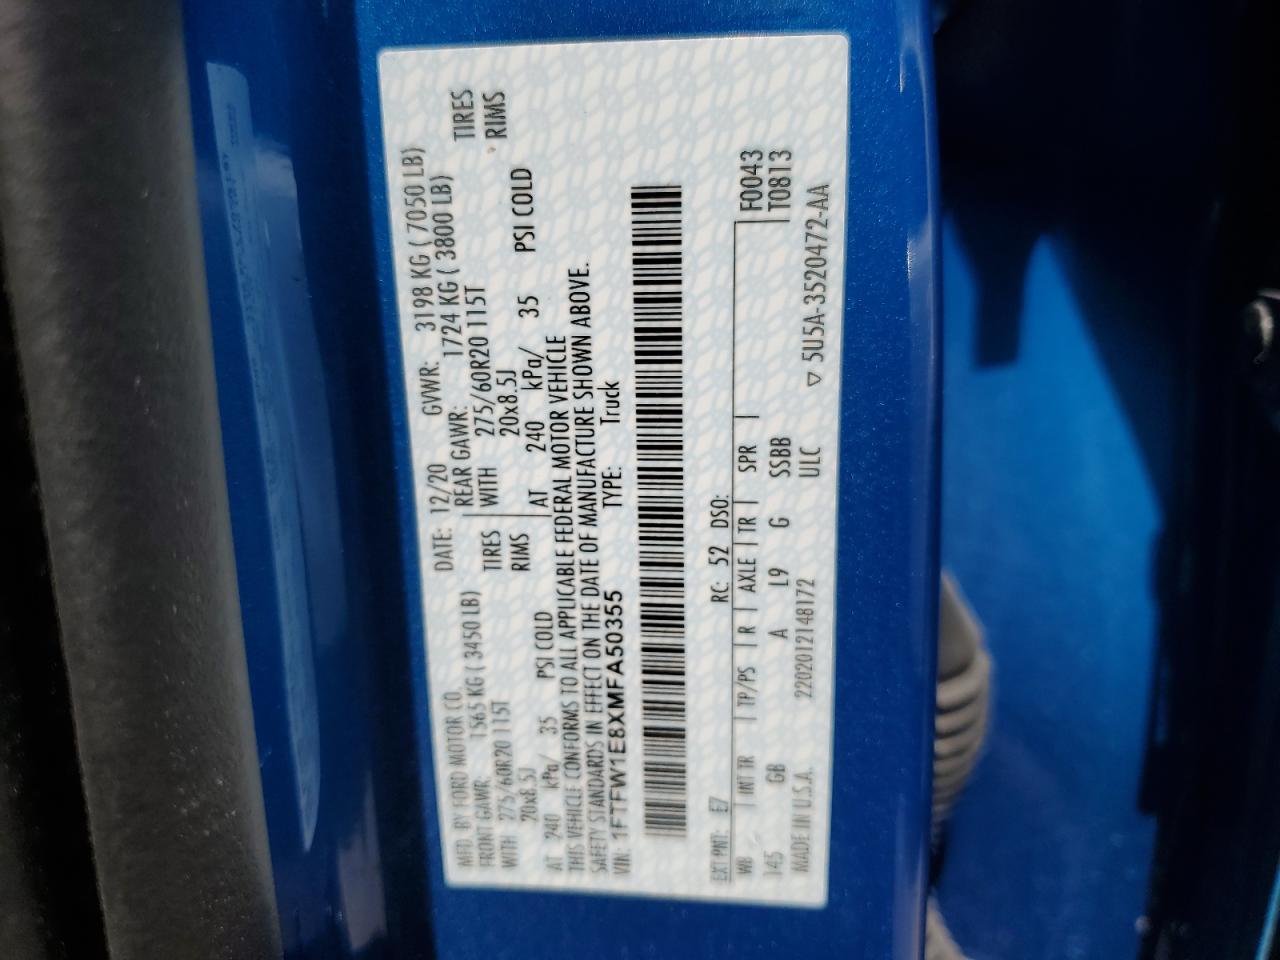 MFD. BY FORD MOTOR CO. DATE: 12/20 GVWR: 3198 KG ( 7050 LB)
FRONT GAWR: 1565 KG ( 3450 LB) REAR GAWR: 1724 KG ( 3800 LB)
WITH 275/60R20 115T TIRES WITH 275/60R20 115T TIRES
20x8.5J RIMS 20x8.5J RIMS
AT 240 kPa/ 35 PSI COLD AT 240 kPa/ 35 PSI COLD
THIS VEHICLE CONFORMS TO ALL APPLICABLE FEDERAL MOTOR VEHICLE
SAFETY STANDARDS IN EFFECT ON THE DATE OF MANUFACTURE SHOWN ABOVE.
VIN: 1FTFW1E8XMFA50355 TYPE: Truck
EXT PNT: E7 RC: 52 DSO:
WB | INT TR | TP/PS | R | AXLE | TR | SPR | F0043
145 GB A L9 G SSBB T0813
MADE IN U.S.A. 2202012148172 ULC ▽ 5U5A-3520472-AA